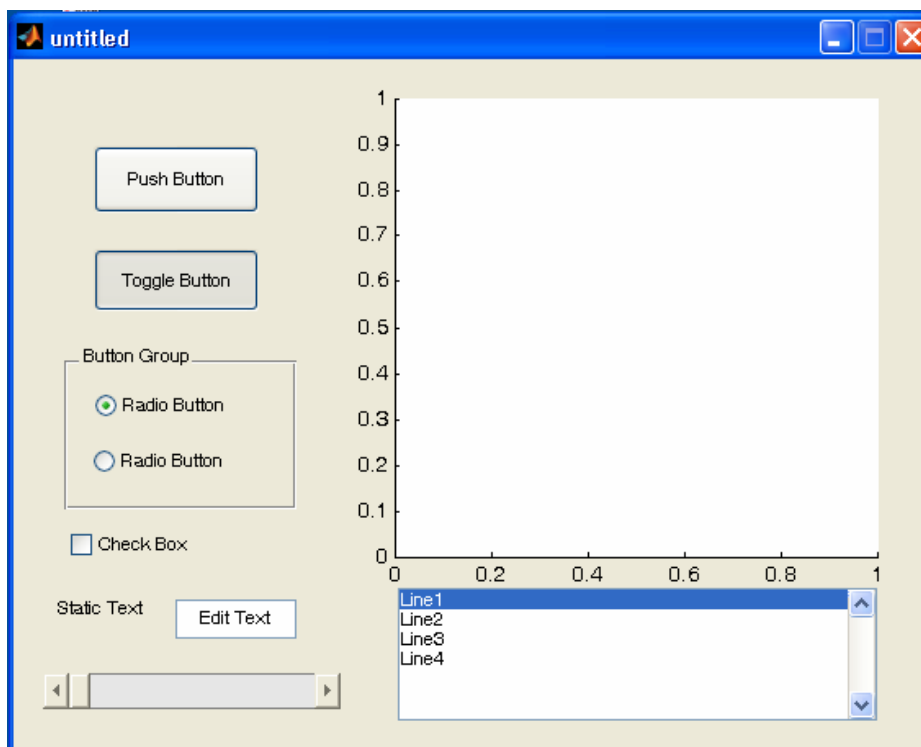 untitled
Push Button
Toggle Button
Button Group
Radio Button
Radio Button
Check Box
Static Text
Edit Text
1
0.9
0.8
0.7
0.6
0.5
0.4
0.3
0.2
0.1
0
0 0.2 0.4 0.6 0.8 1
Line1
Line2
Line3
Line4